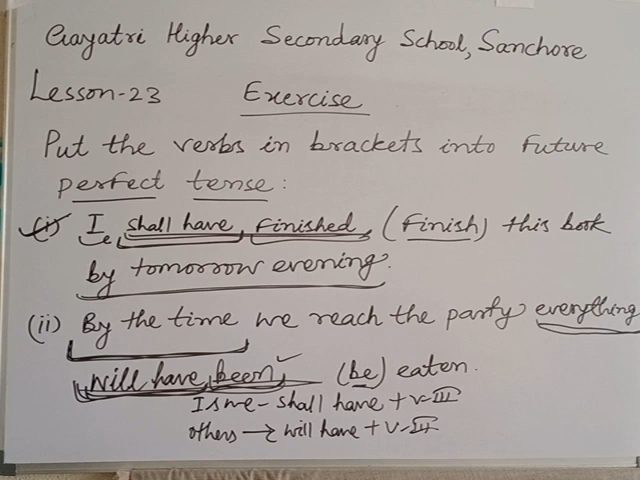 Gayatri Higher Secondary School, Sanchore
Lesson-23 Exercise
Put the verbs in brackets into future
perfect tense:
(i) I shall have finished (finish) this book
by tomorrow evening.
(ii) By the time we reach the party everything
will have been (be) eaten.
I & we - shall have + V-III
others → will have + V-III